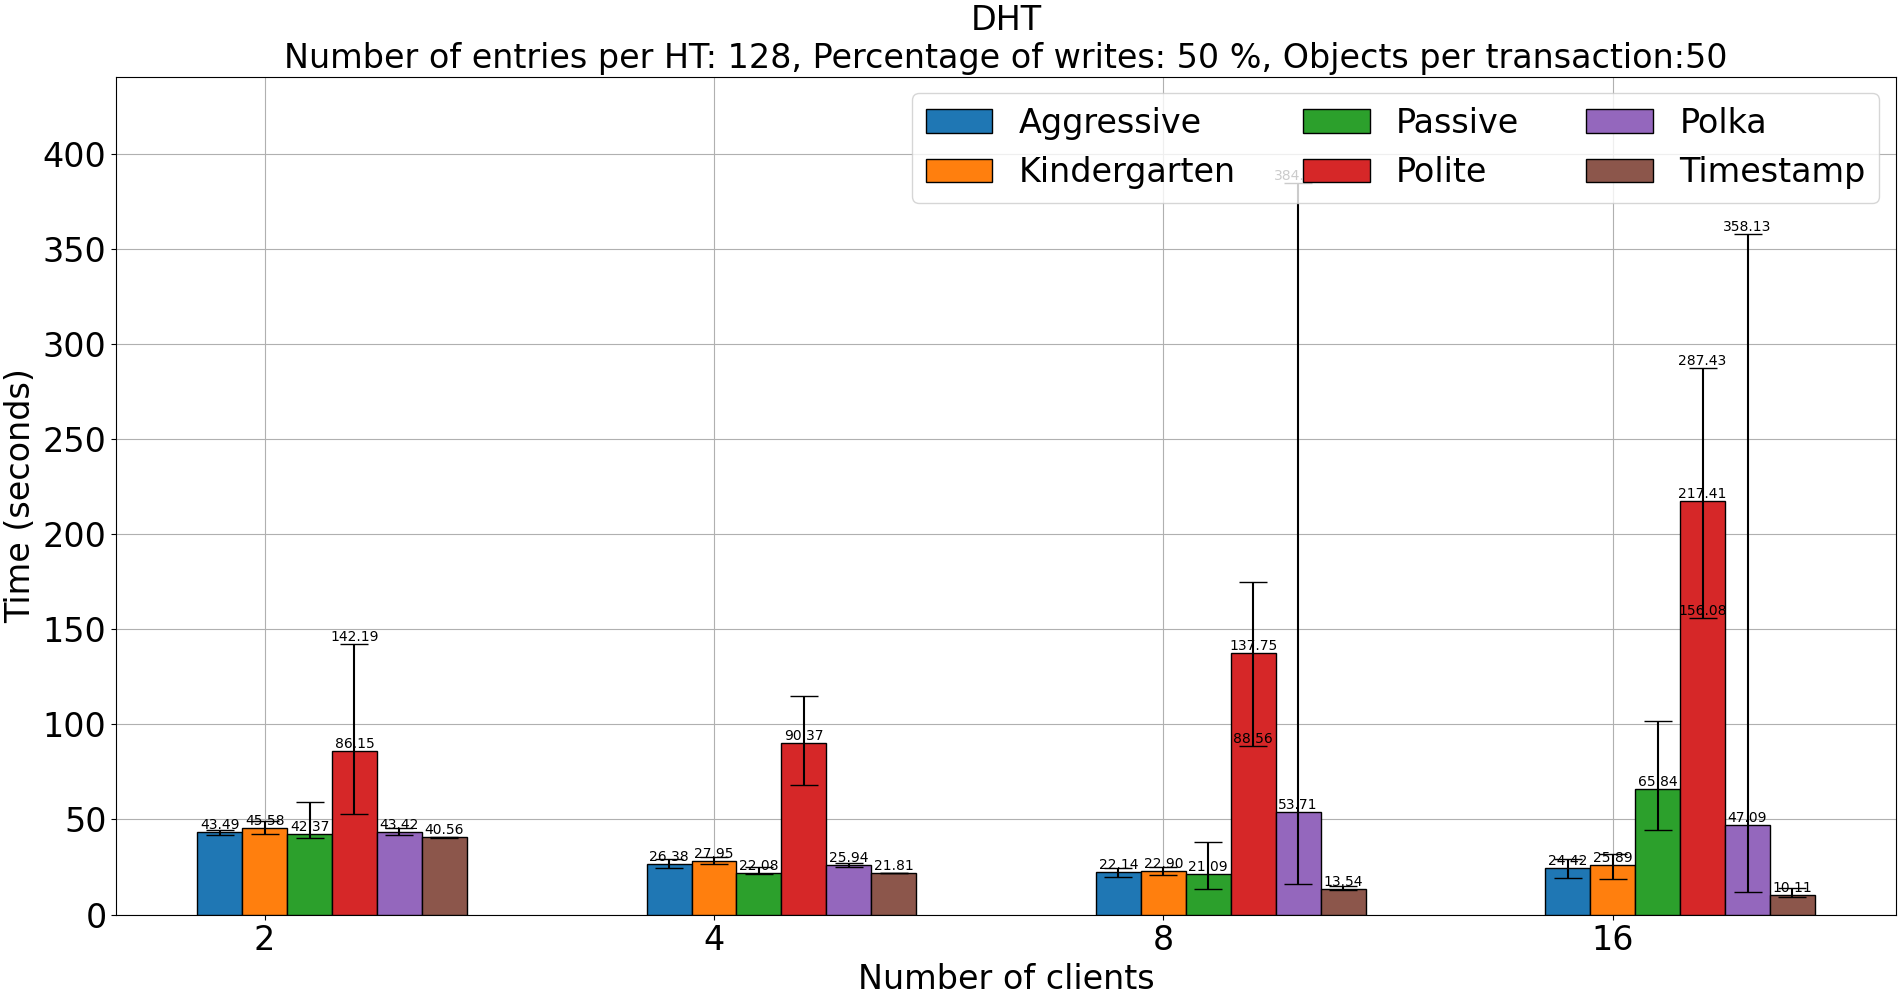 DHT
Number of entries per HT: 128, Percentage of writes: 50 %, Objects per transaction:50
Aggressive Passive Polka
Kindergarten Polite Timestamp
Time (seconds)
400
350
300
250
200
150
100
50
0
43.49 45.58 42.37 142.19 86.15 43.42 40.56
26.38 27.95 22.08 90.37 25.94 21.81
22.14 22.90 21.09 137.75 88.56 53.71 13.54
24.42 25.89 65.84 287.43 217.41 156.08 358.13 47.09 10.11
2 4 8 16
Number of clients